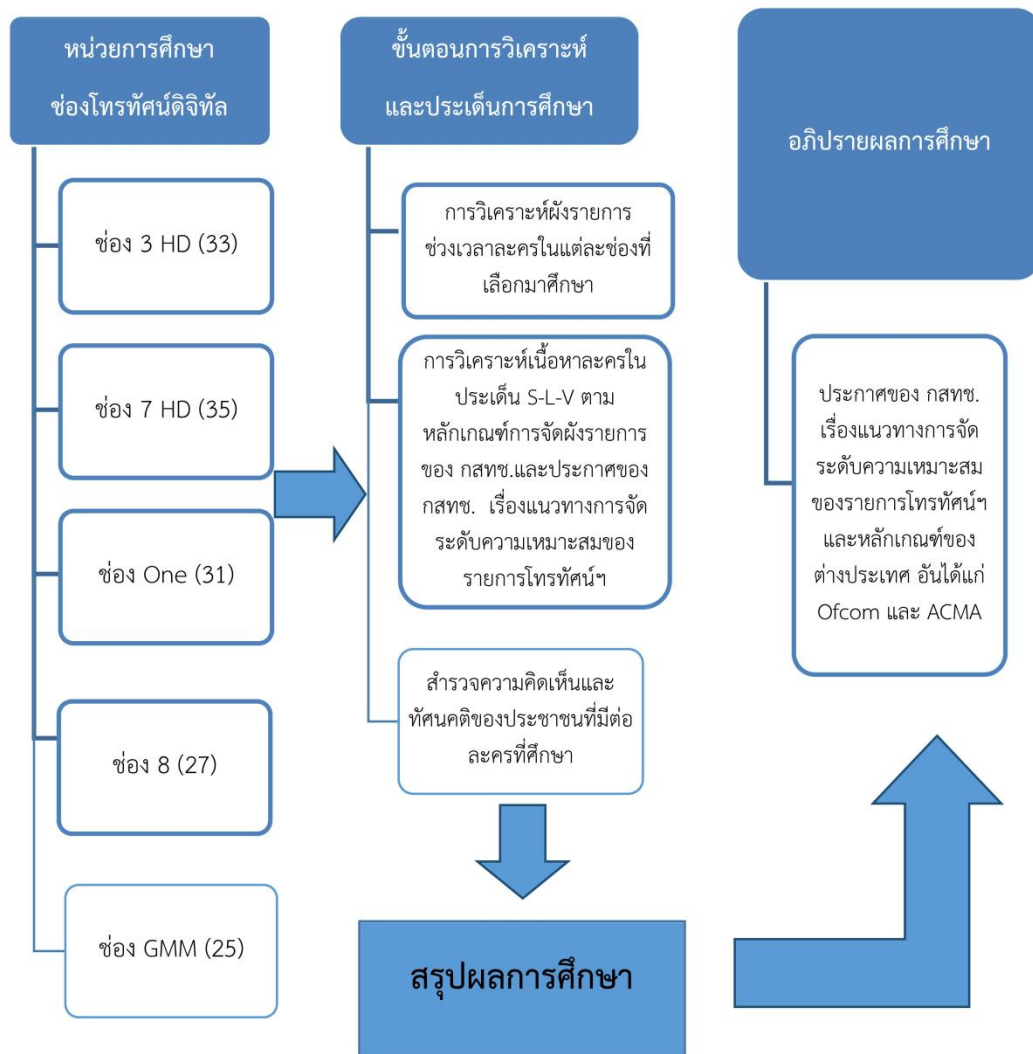 หน่วยการศึกษา
ช่องโทรทัศน์ดิจิทัล
ช่อง 3 HD (33)
ช่อง 7 HD (35)
ช่อง One (31)
ช่อง 8 (27)
ช่อง GMM (25)
ขั้นตอนการวิเคราะห์
และประเด็นการศึกษา
การวิเคราะห์ผังรายการ
ช่วงเวลาละครในแต่ละช่องที่
เลือกมาศึกษา
การวิเคราะห์เนื้อหาละครใน
ประเด็น S-L-V ตาม
หลักเกณฑ์การจัดผังรายการ
ของ กสทช.และประกาศของ
กสทช. เรื่องแนวทางการจัด
ระดับความเหมาะสมของ
รายการโทรทัศน์ฯ
สำรวจความคิดเห็นและ
ทัศนคติของประชาชนที่มีต่อ
ละครที่ศึกษา
สรุปผลการศึกษา
อภิปรายผลการศึกษา
ประกาศของ กสทช.
เรื่องแนวทางการจัด
ระดับความเหมาะสม
ของรายการโทรทัศน์ฯ
และหลักเกณฑ์ของ
ต่างประเทศ อันได้แก่
Ofcom และ ACMA